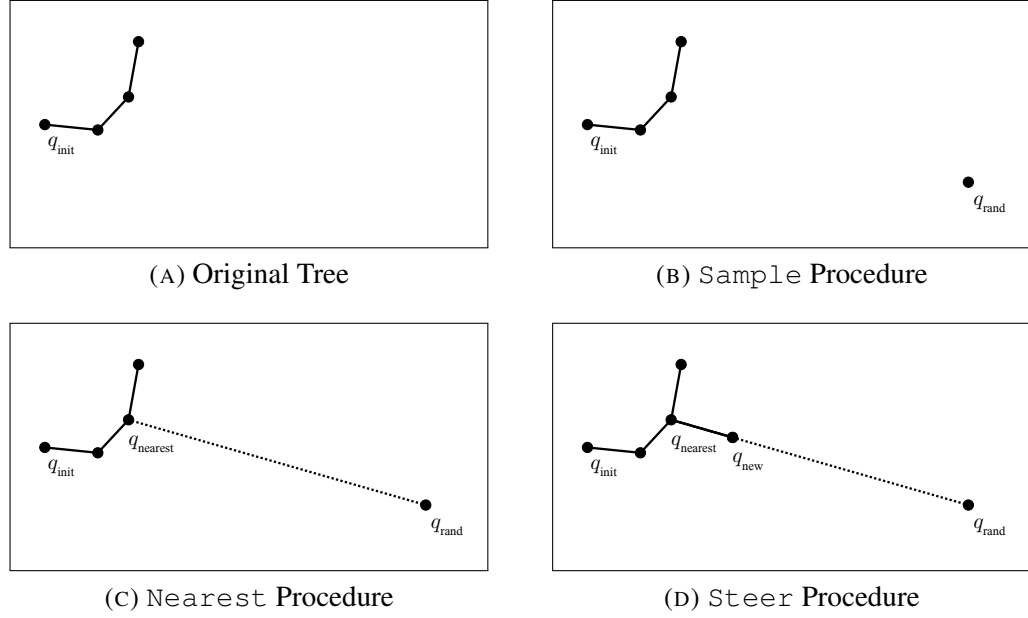 q_init
(A) Original Tree
q_init
q_rand
(B) Sample Procedure
q_init
q_nearest
q_rand
(C) Nearest Procedure
q_init
q_nearest
q_new
q_rand
(D) Steer Procedure